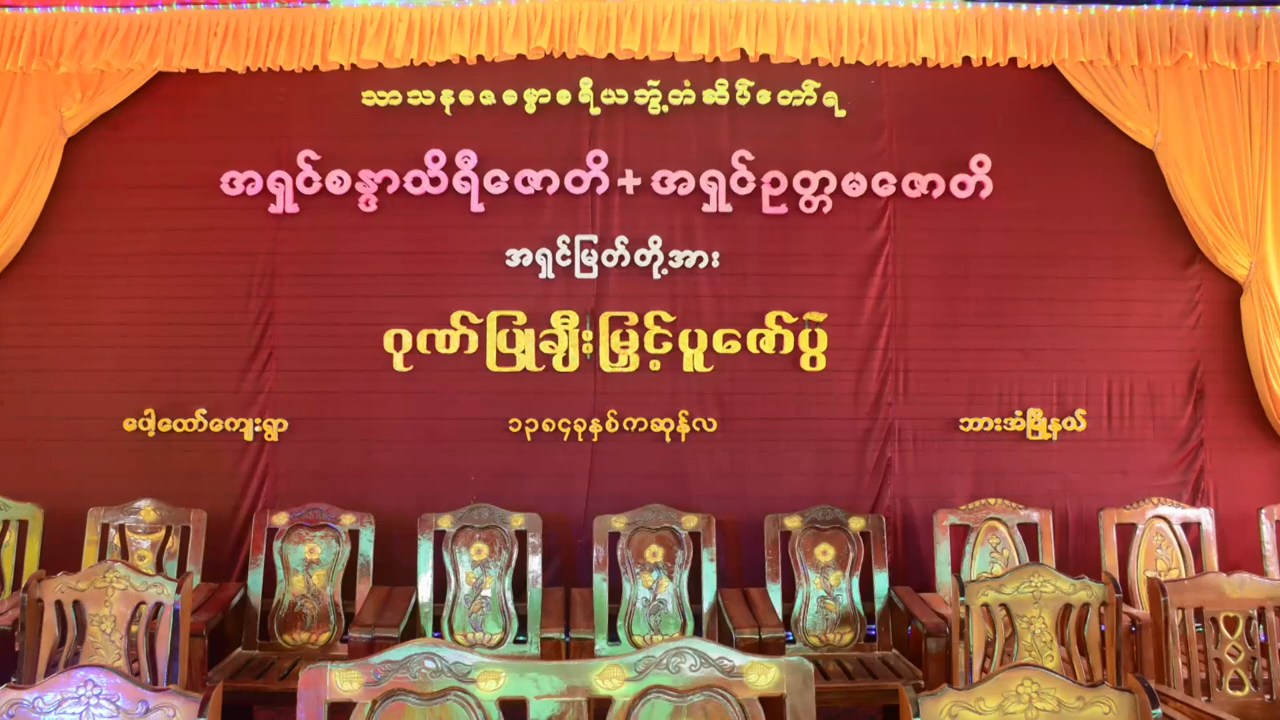 သာသနဓဇဓမ္မာစရိယဘွဲ့တံဆိပ်တော်ရ
အရှင်စန္ဒာသိရီဇောတိ + အရှင်ဥတ္တမဇောတိ
အရှင်မြတ်တို့အား
ဂုဏ်ပြုချီးမြှင့်ပူဇော်ပွဲ
ပေါ့ထော်ကျေးရွာ
၁၃၈၄ခုနှစ်ကဆုန်လ
ဘားအံမြို့နယ်